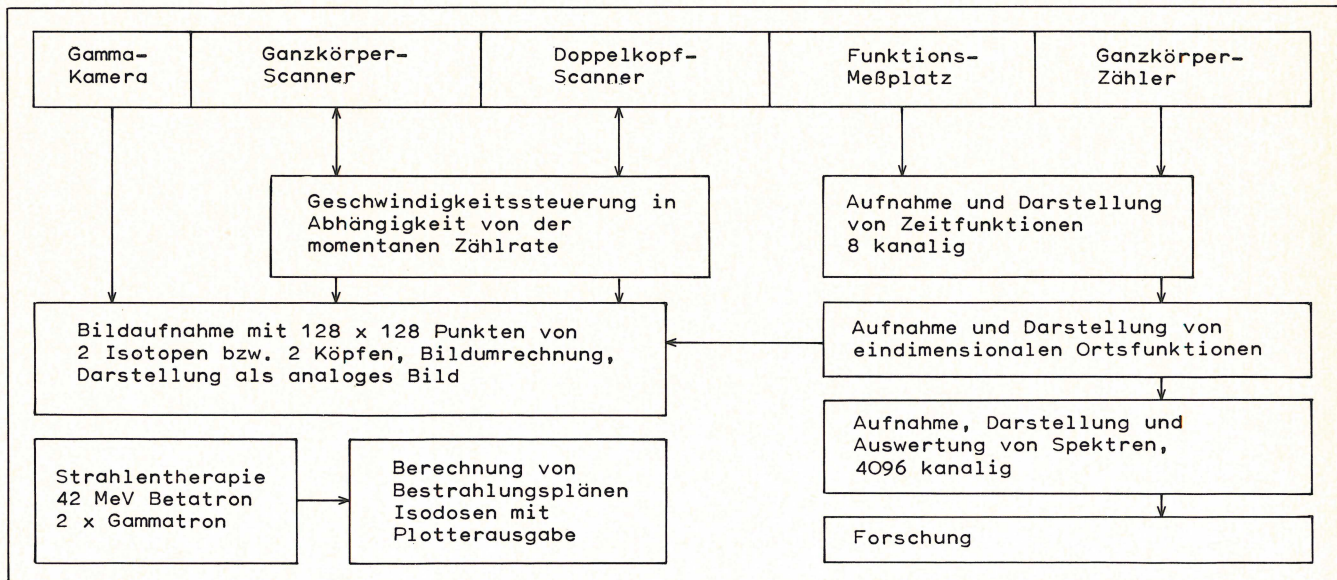 Gamma-
Kamera
Ganzkörper-
Scanner
Doppelkopf-
Scanner
Funktions-
Meßplatz
Ganzkörper-
Zähler
Geschwindigkeitssteuerung in
Abhängigkeit von der
momentanen Zählrate
Aufnahme und Darstellung
von Zeitfunktionen
8 kanalig
Bildaufnahme mit 128 x 128 Punkten von
2 Isotopen bzw. 2 Köpfen, Bildumrechnung,
Darstellung als analoges Bild
Aufnahme und Darstellung von
eindimensionalen Ortsfunktionen
Aufnahme, Darstellung und
Auswertung von Spektren,
4096 kanalig
Strahlentherapie
42 MeV Betatron
2 x Gammatron
Berechnung von
Bestrahlungsplänen
Isodosen mit
Plotterausgabe
Forschung